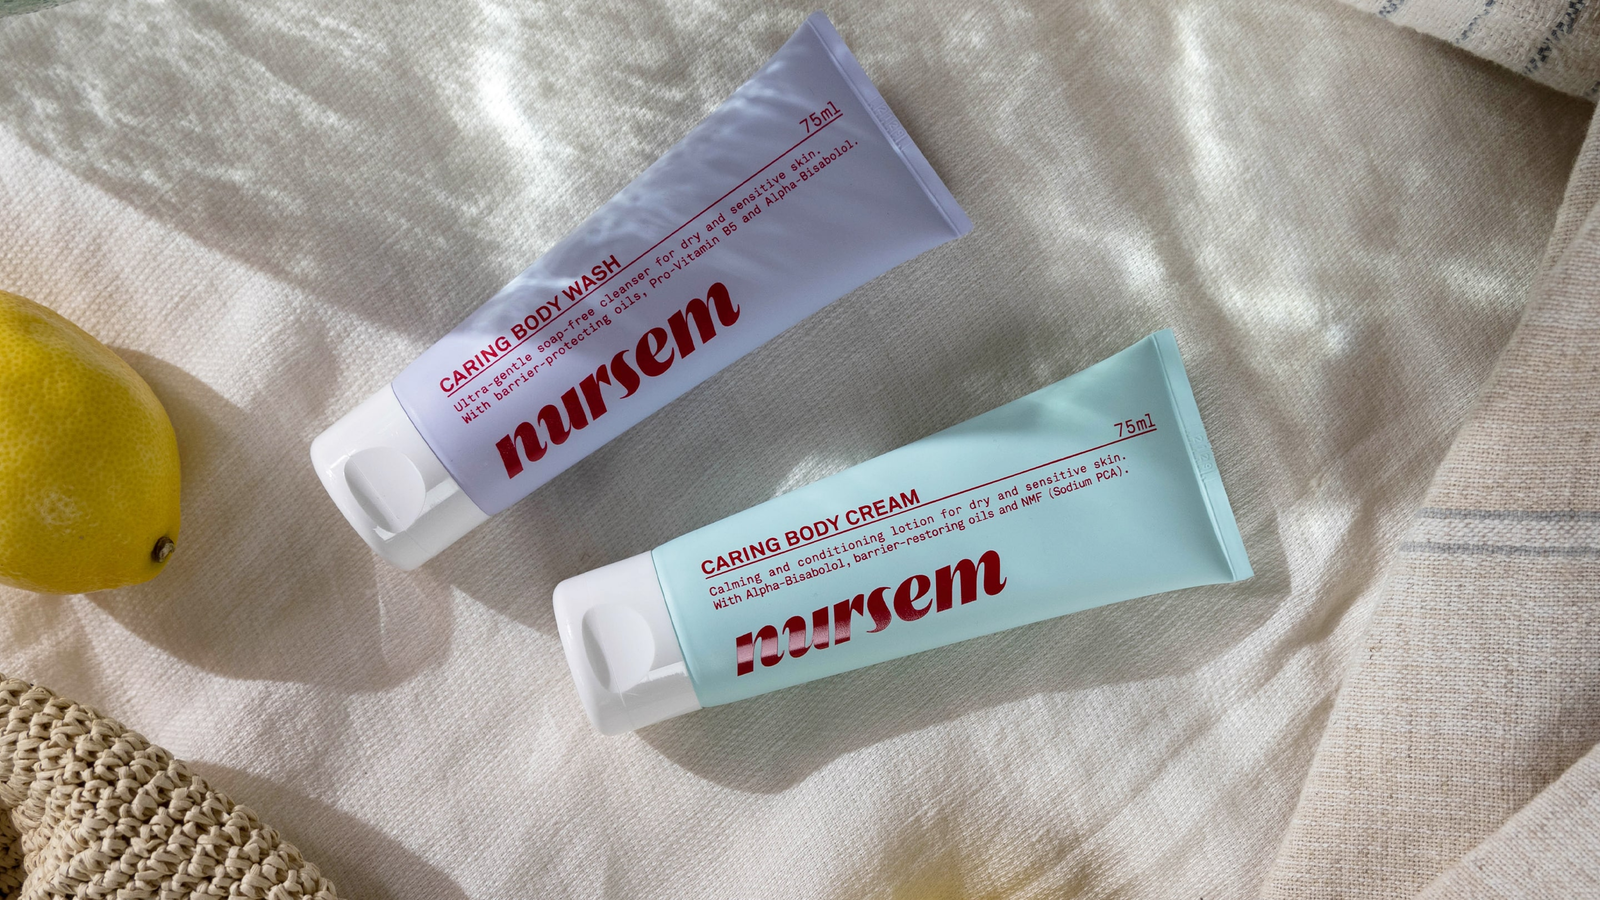 CARING BODY WASH 75ml
Ultra-gentle soap-free cleanser for dry and sensitive skin.
With barrier-protecting oils, Pro-Vitamin B5 and Alpha-Bisabolol.
nursem
CARING BODY CREAM 75ml
Calming and conditioning lotion for dry and sensitive skin.
With Alpha-Bisabolol, barrier-restoring oils and NMF (Sodium PCA).
nursem